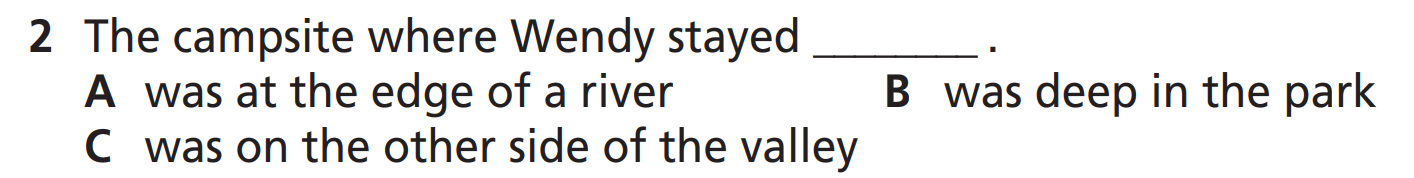 2 The campsite where Wendy stayed ________ .
A was at the edge of a river B was deep in the park
C was on the other side of the valley